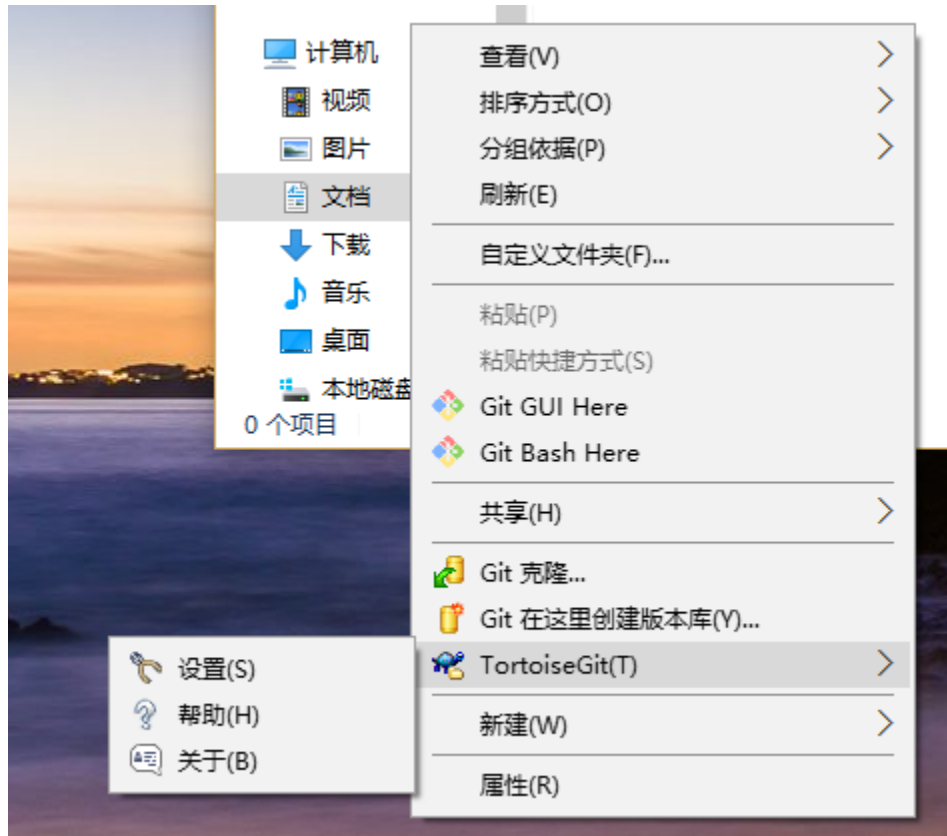 计算机
视频
图片
文档
下载
音乐
桌面
本地磁盘
0 个项目
查看(V)
排序方式(O)
分组依据(P)
刷新(E)
自定义文件夹(F)...
粘贴(P)
粘贴快捷方式(S)
Git GUI Here
Git Bash Here
共享(H)
Git 克隆...
Git 在这里创建版本库(Y)...
TortoiseGit(T)
新建(W)
属性(R)
设置(S)
帮助(H)
关于(B)